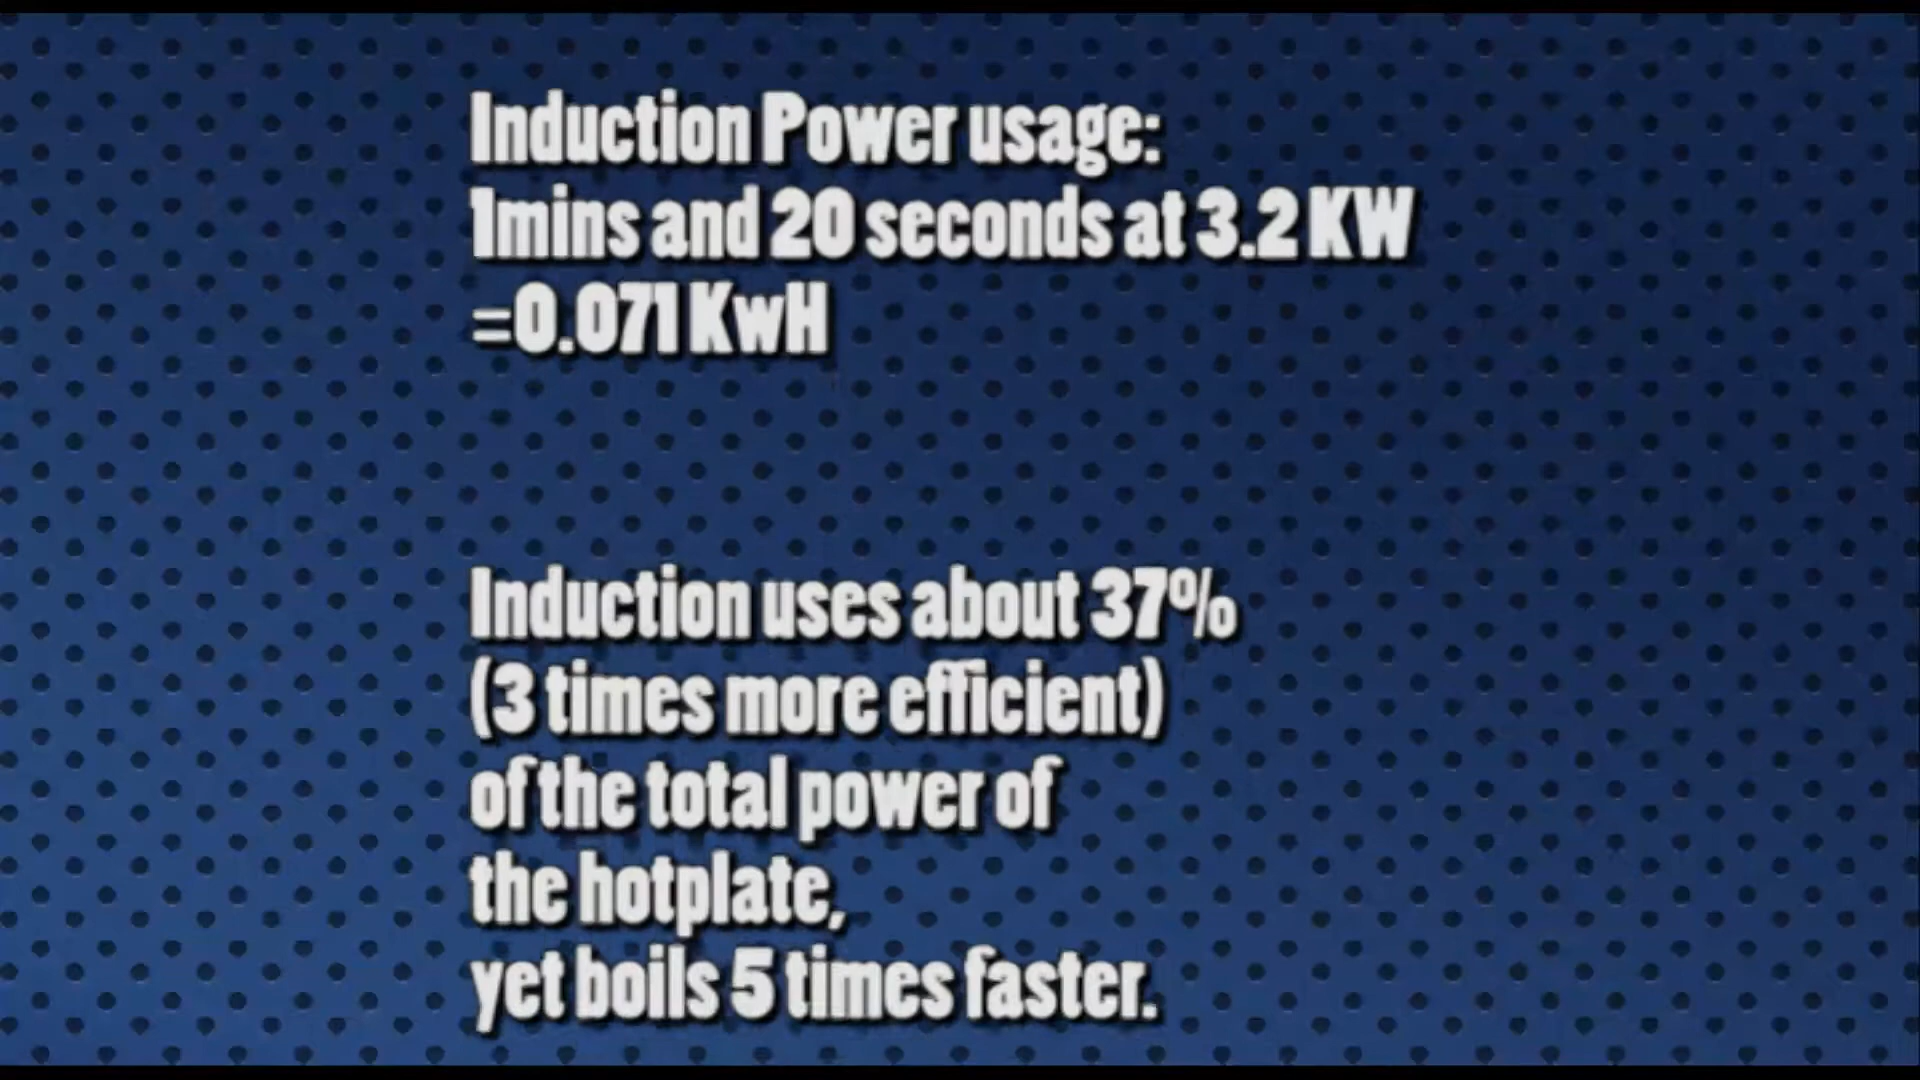 Induction Power usage:
1mins and 20 seconds at 3.2 KW
=0.071 KwH
Induction uses about 37%
(3 times more efficient)
of the total power of
the hotplate,
yet boils 5 times faster.